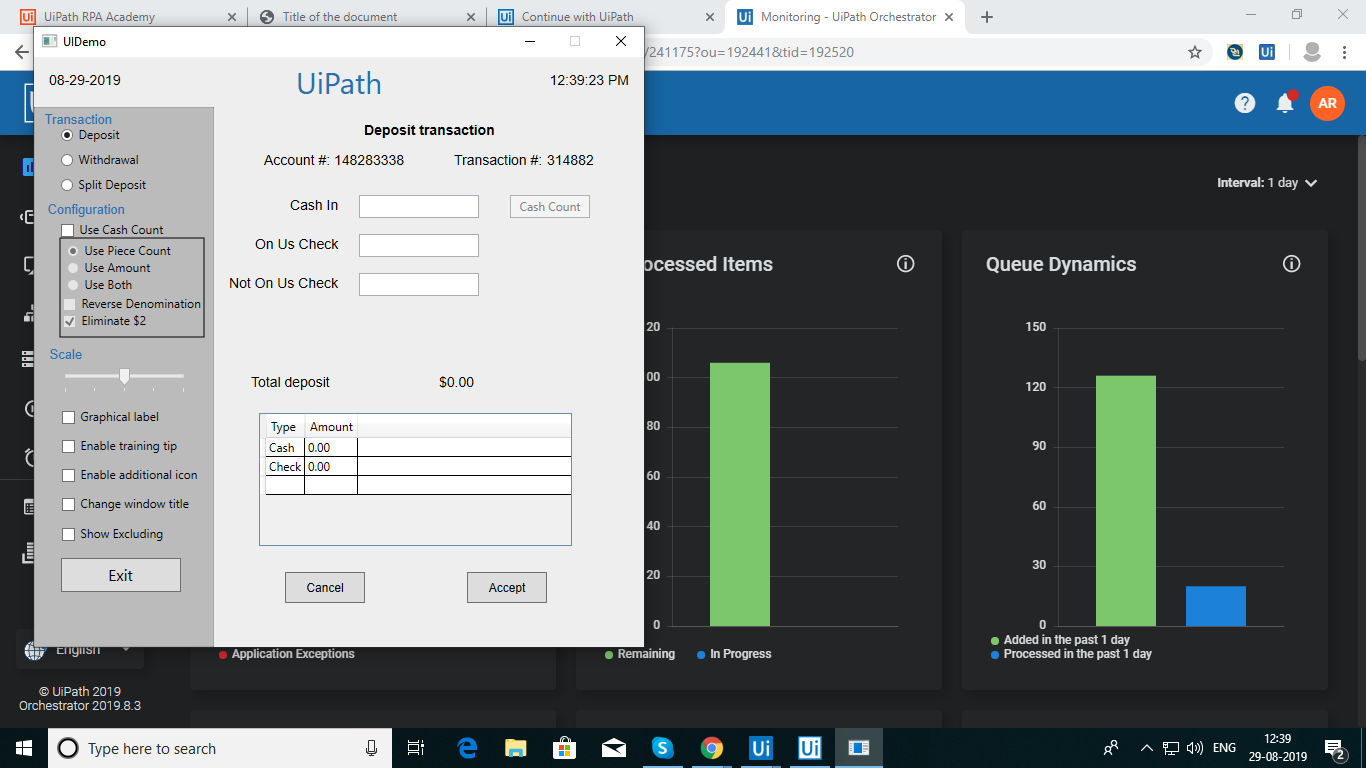 UiPath RPA Academy
Title of the document
Continue with UiPath
Monitoring - UiPath Orchestrator
/241175?ou=192441&tid=192520
Ui
AR
UIDemo
08-29-2019
UiPath
12:39:23 PM
Transaction
Deposit
Withdrawal
Split Deposit
Configuration
Use Cash Count
Use Piece Count
Use Amount
Use Both
Reverse Denomination
Eliminate $2
Scale
Graphical label
Enable training tip
Enable additional icon
Change window title
Show Excluding
Exit
Deposit transaction
Account #: 148283338 Transaction #: 314882
Cash In
Cash Count
On Us Check
Not On Us Check
Total deposit $0.00
Type Amount
Cash 0.00
Check 0.00
Cancel Accept
Interval: 1 day
ocessed Items
20
00
80
60
40
20
0
Remaining In Progress
Queue Dynamics
150
120
90
60
30
0
Added in the past 1 day
Processed in the past 1 day
Application Exceptions
English
© UiPath 2019
Orchestrator 2019.8.3
Type here to search
Ui
Ui
ENG
12:39
29-08-2019
2